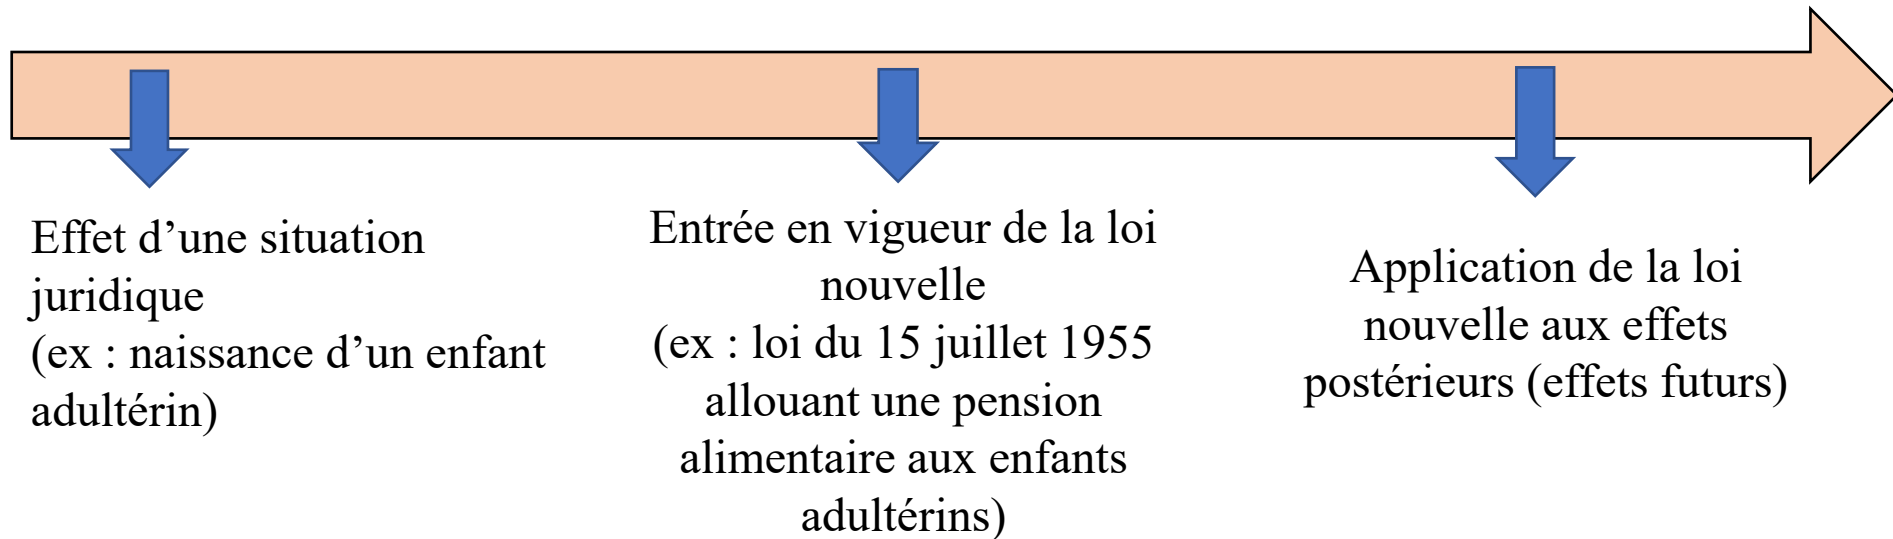 Effet d’une situation
juridique
(ex : naissance d’un enfant
adultérin)
Entrée en vigueur de la loi
nouvelle
(ex : loi du 15 juillet 1955
allouant une pension
alimentaire aux enfants
adultérins)
Application de la loi
nouvelle aux effets
postérieurs (effets futurs)